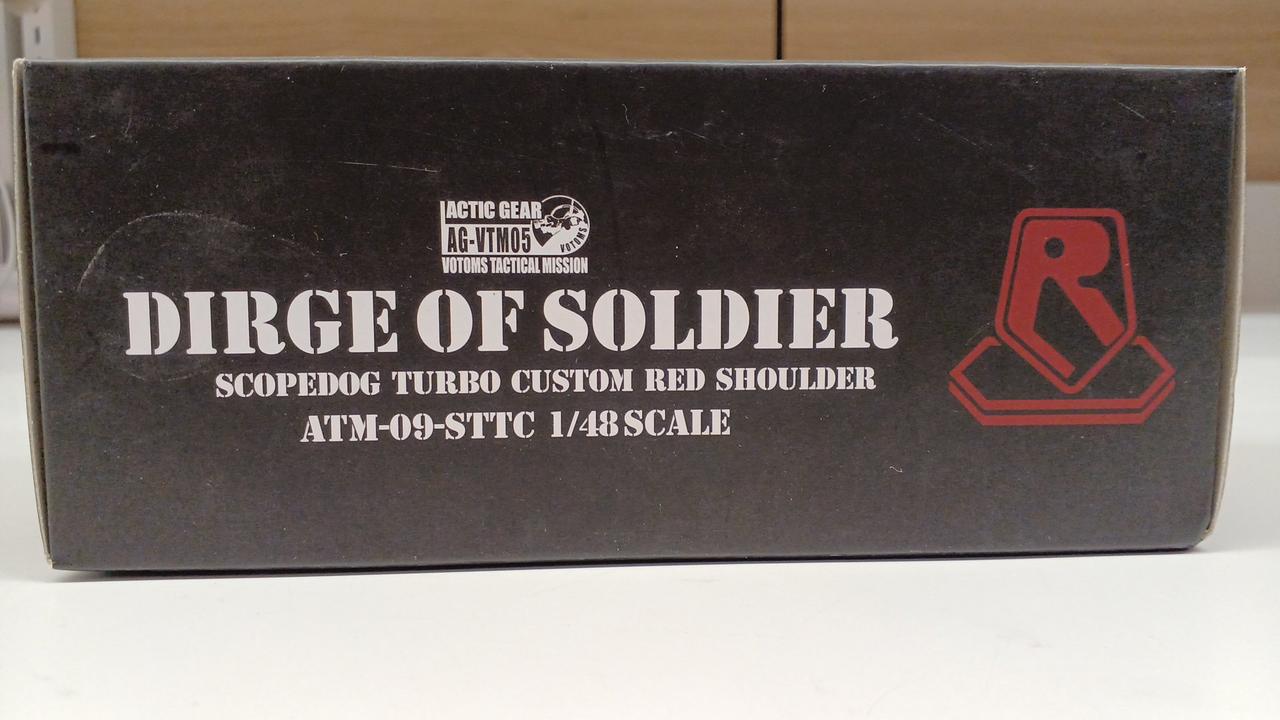 ACTIC GEAR
AG-VTM05
VOTOMS
VOTOMS TACTICAL MISSION
DIRGE OF SOLDIER
SCOPEDOG TURBO CUSTOM RED SHOULDER
ATM-09-STTC 1/48 SCALE
R